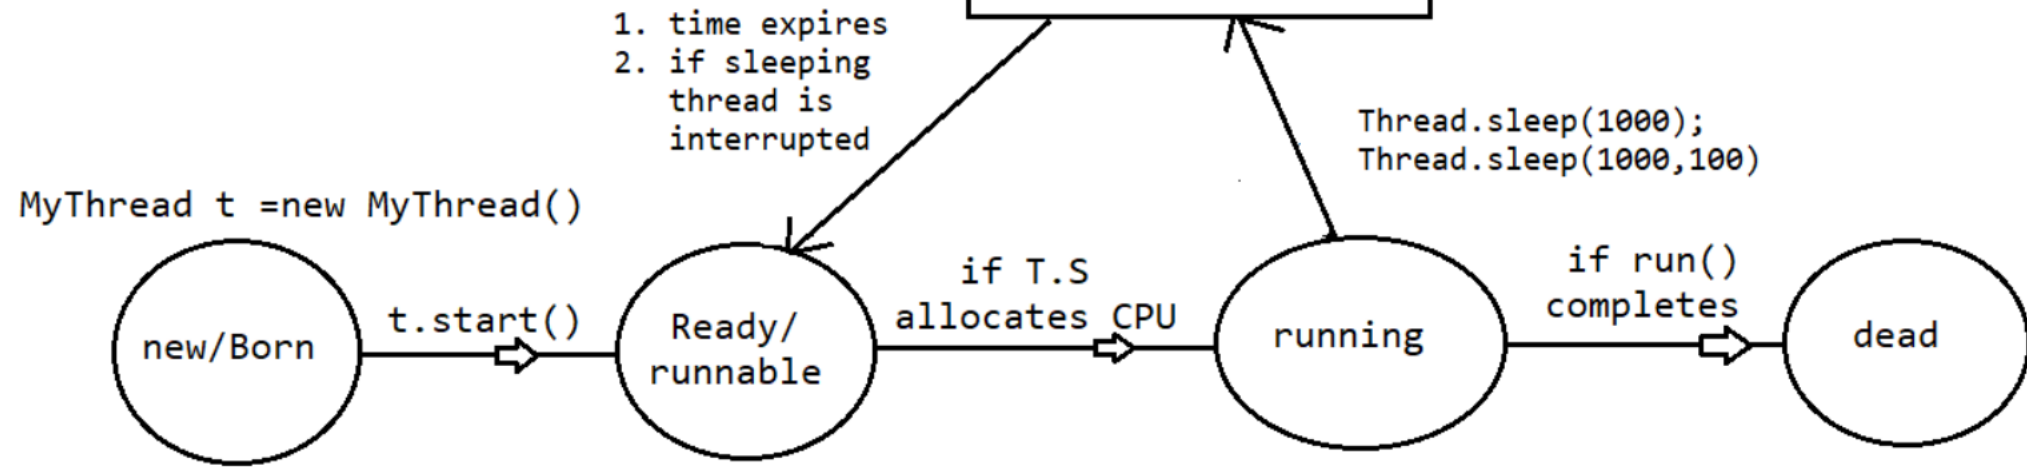 1. time expires
2. if sleeping
thread is
interrupted
Thread.sleep(1000);
Thread.sleep(1000,100)
MyThread t =new MyThread()
new/Born
t.start()
Ready/
runnable
if T.S
allocates CPU
running
if run()
completes
dead